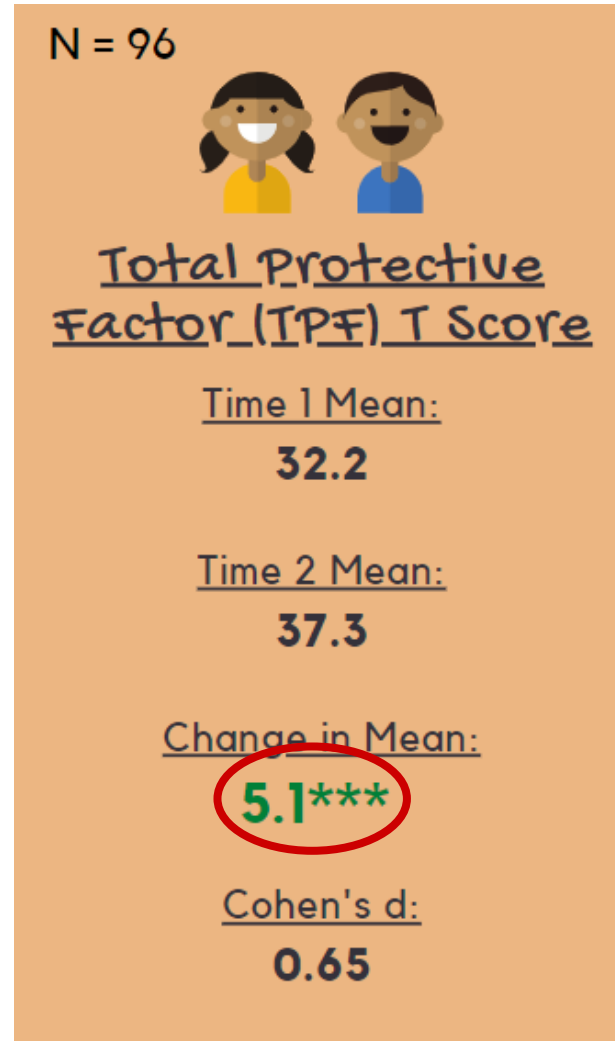 N = 96
Total Protective
Factor (TPF) T Score
Time 1 Mean:
32.2
Time 2 Mean:
37.3
Change in Mean:
5.1***
Cohen's d:
0.65